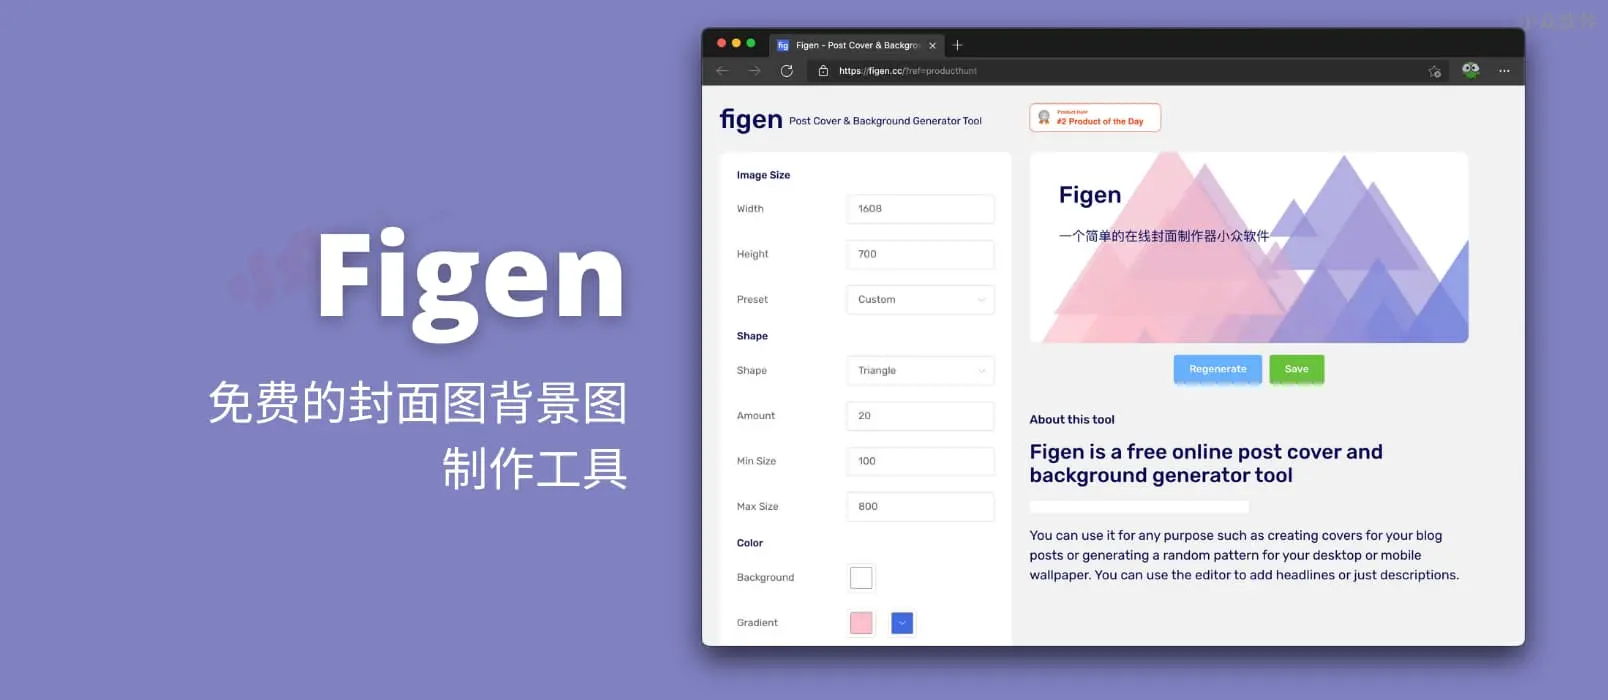 Figen
免费的封面图背景图
制作工具
fig Figen - Post Cover & Backgro
https://figen.cc/?ref=producthunt
figen Post Cover & Background Generator Tool
Product Hunt
#2 Product of the Day
Image Size
Width 1608
Height 700
Preset Custom
Shape
Shape Triangle
Amount 20
Min Size 100
Max Size 800
Color
Background
Gradient
Figen
一个简单的在线封面制作器小众软件
Regenerate Save
About this tool
Figen is a free online post cover and
background generator tool
You can use it for any purpose such as creating covers for your blog
posts or generating a random pattern for your desktop or mobile
wallpaper. You can use the editor to add headlines or just descriptions.